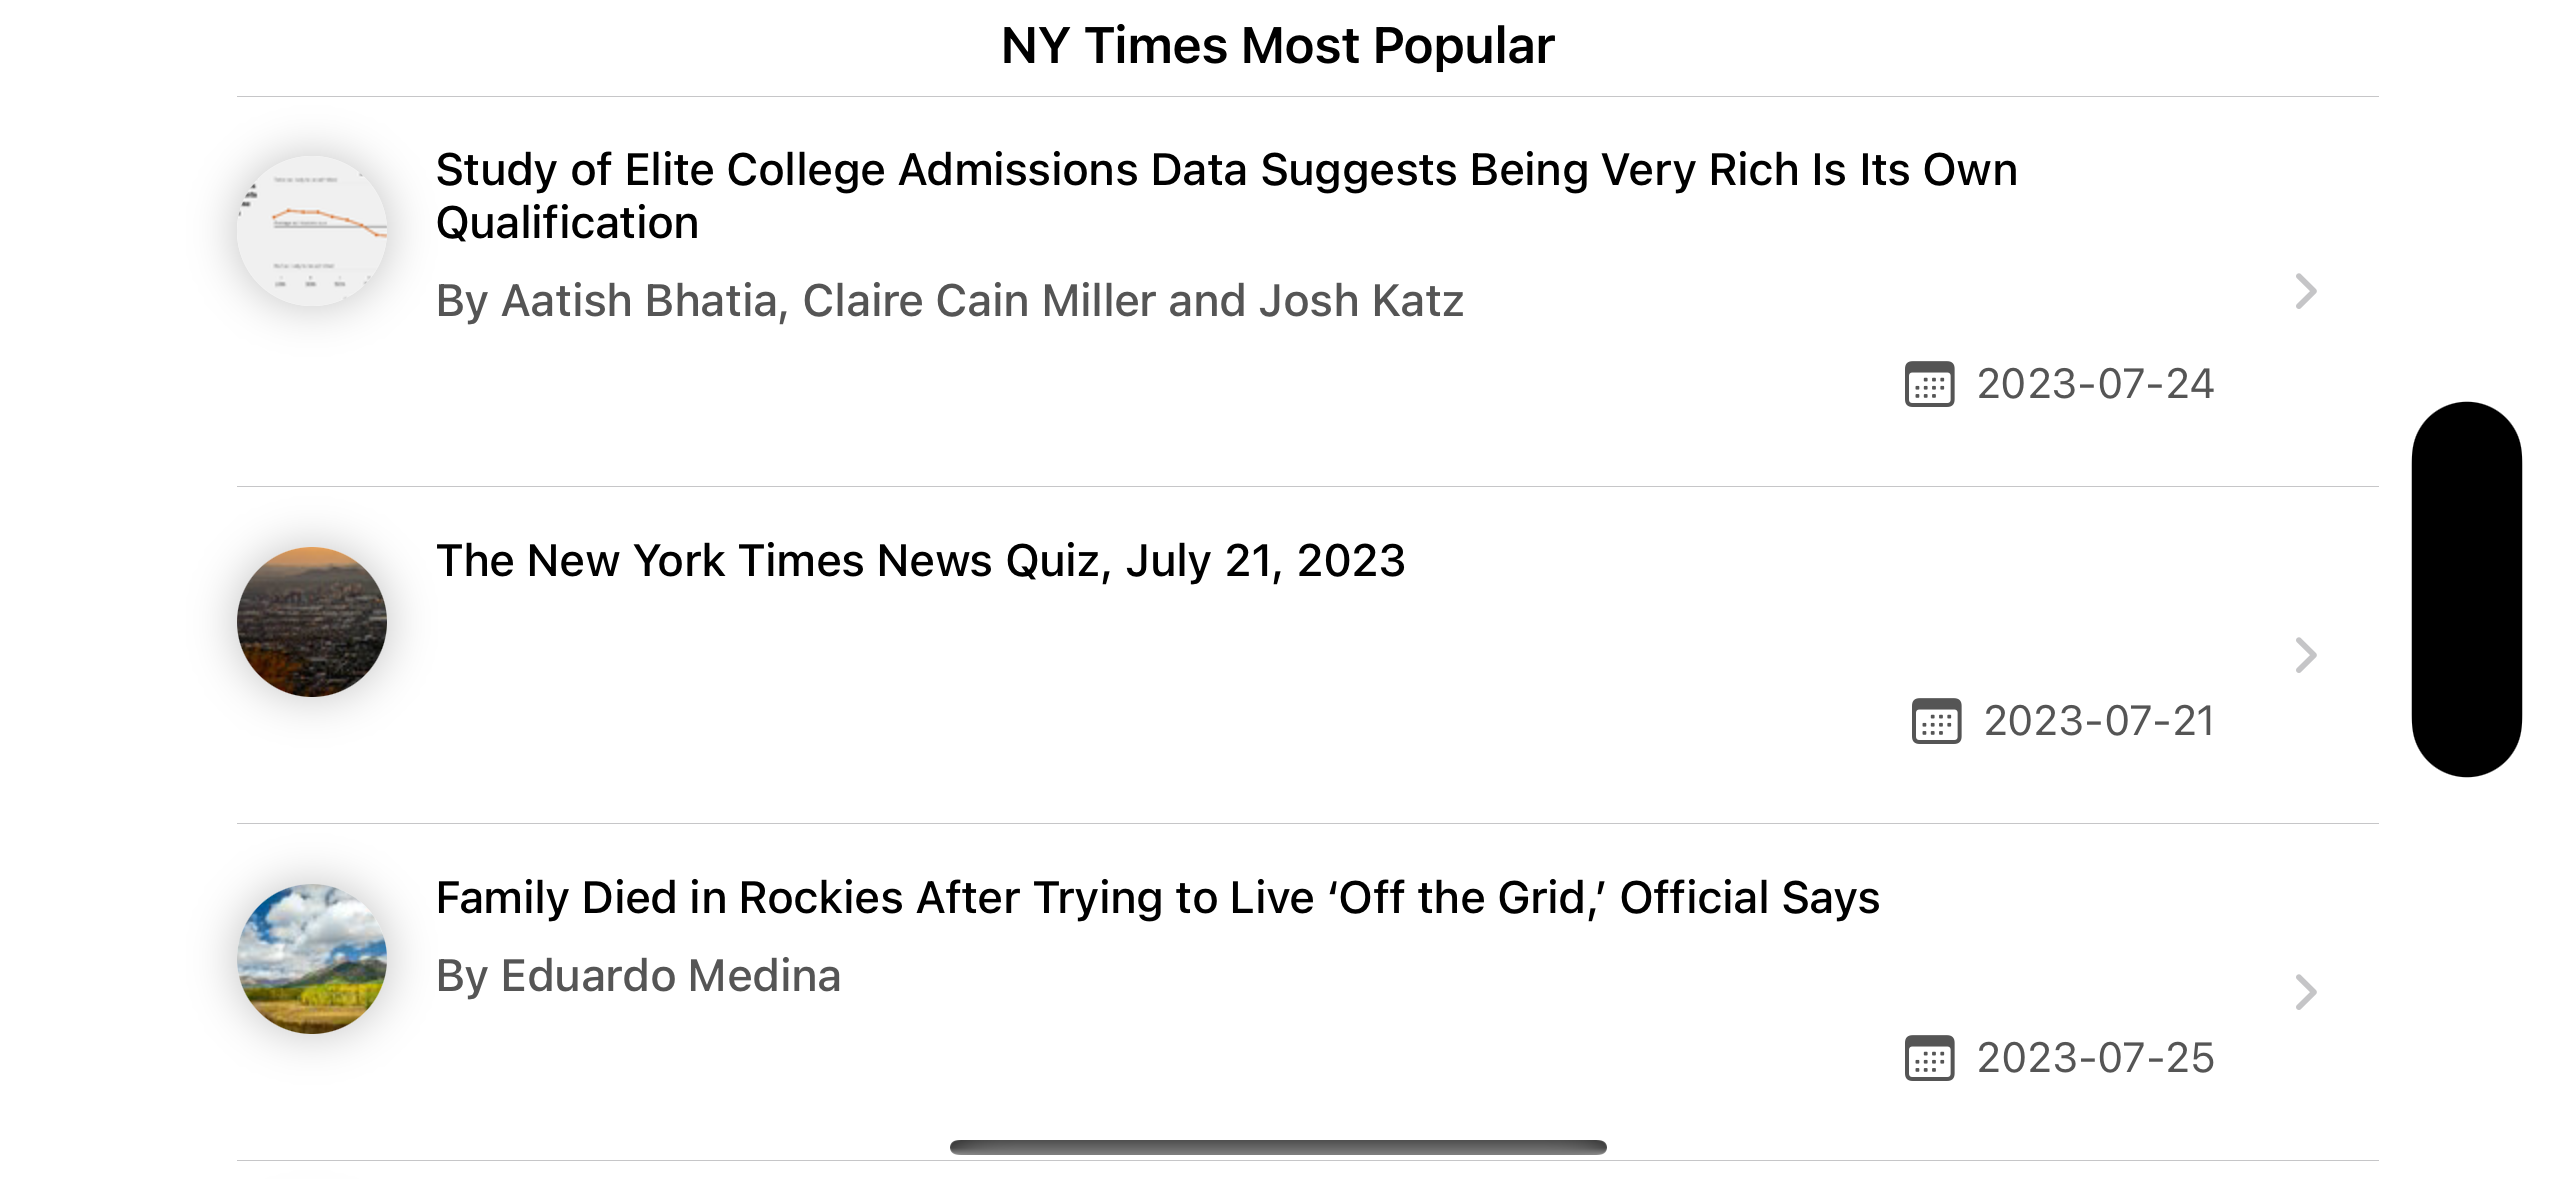 NY Times Most Popular
Study of Elite College Admissions Data Suggests Being Very Rich Is Its Own
Qualification
By Aatish Bhatia, Claire Cain Miller and Josh Katz
2023-07-24
The New York Times News Quiz, July 21, 2023
2023-07-21
Family Died in Rockies After Trying to Live ‘Off the Grid,’ Official Says
By Eduardo Medina
2023-07-25